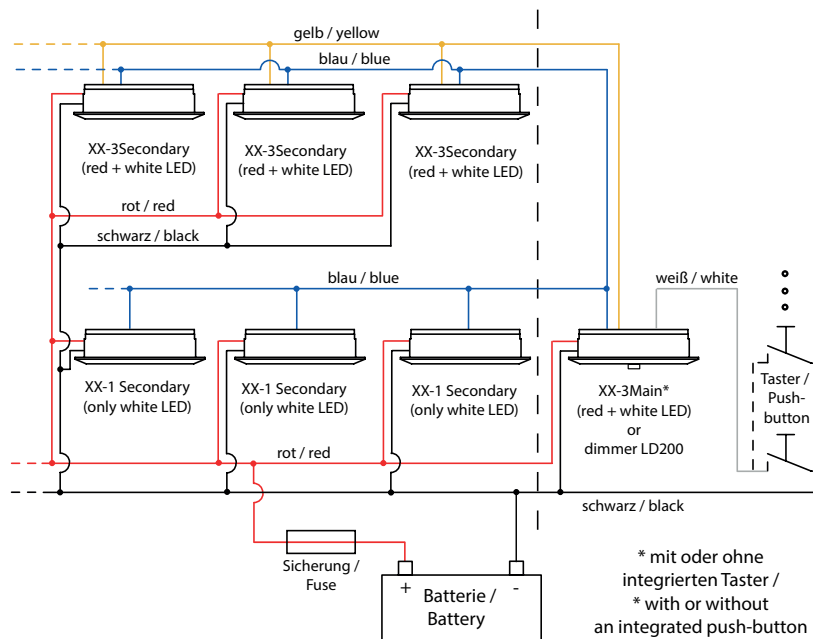 gelb / yellow
blau / blue
XX-3Secondary
(red + white LED)
XX-3Secondary
(red + white LED)
XX-3Secondary
(red + white LED)
rot / red
schwarz / black
blau / blue
weiß / white
XX-1 Secondary
(only white LED)
XX-1 Secondary
(only white LED)
XX-1 Secondary
(only white LED)
XX-3Main*
(red + white LED)
or
dimmer LD200
Taster /
Push-
button
rot / red
schwarz / black
Sicherung /
Fuse
+
-
Batterie /
Battery
* mit oder ohne
integrierten Taster /
* with or without
an integrated push-button